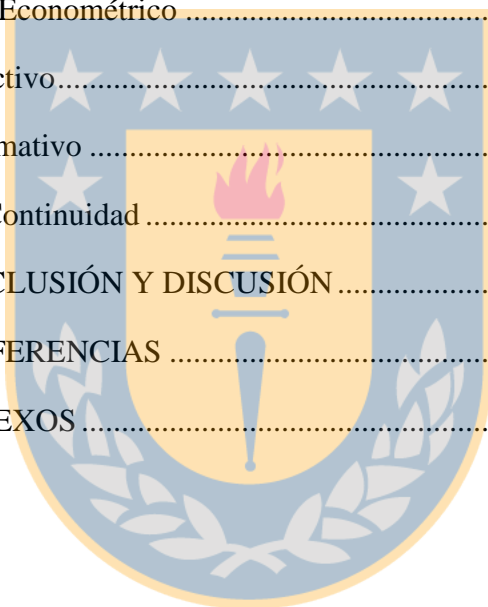 Econométrico ..............................
ctivo........................................
mativo .....................................
Continuidad ................................
CLUSIÓN Y DISCUSIÓN ................
FERENCIAS ................................
EXOS ........................................